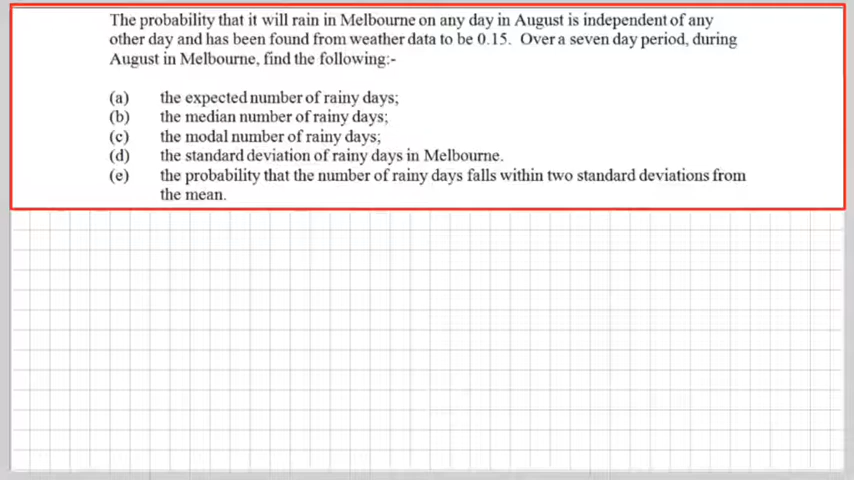 The probability that it will rain in Melbourne on any day in August is independent of any
other day and has been found from weather data to be 0.15. Over a seven day period, during
August in Melbourne, find the following:-
(a) the expected number of rainy days;
(b) the median number of rainy days;
(c) the modal number of rainy days;
(d) the standard deviation of rainy days in Melbourne.
(e) the probability that the number of rainy days falls within two standard deviations from
the mean.